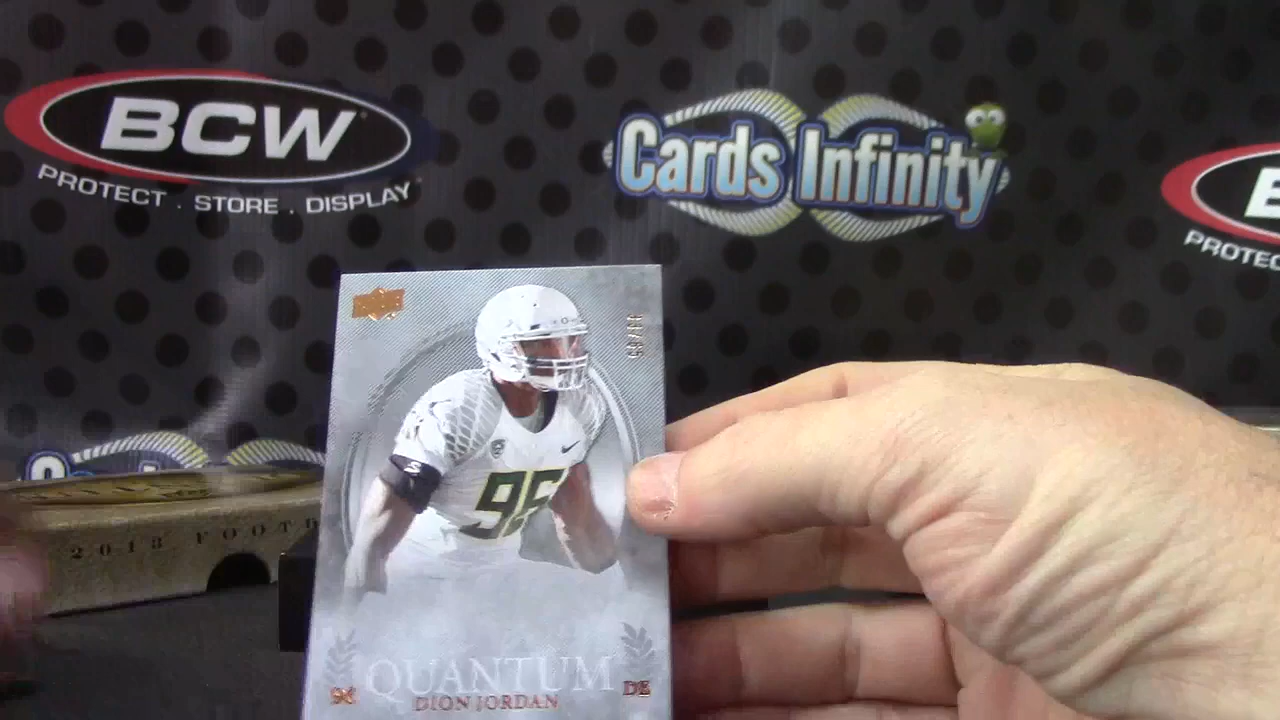 BCW
PROTECT . STORE . DISPLAY
Cards Infinity
PROTEC
2013 FOOTB
96
QUANTUM
DION JORDAN
DE